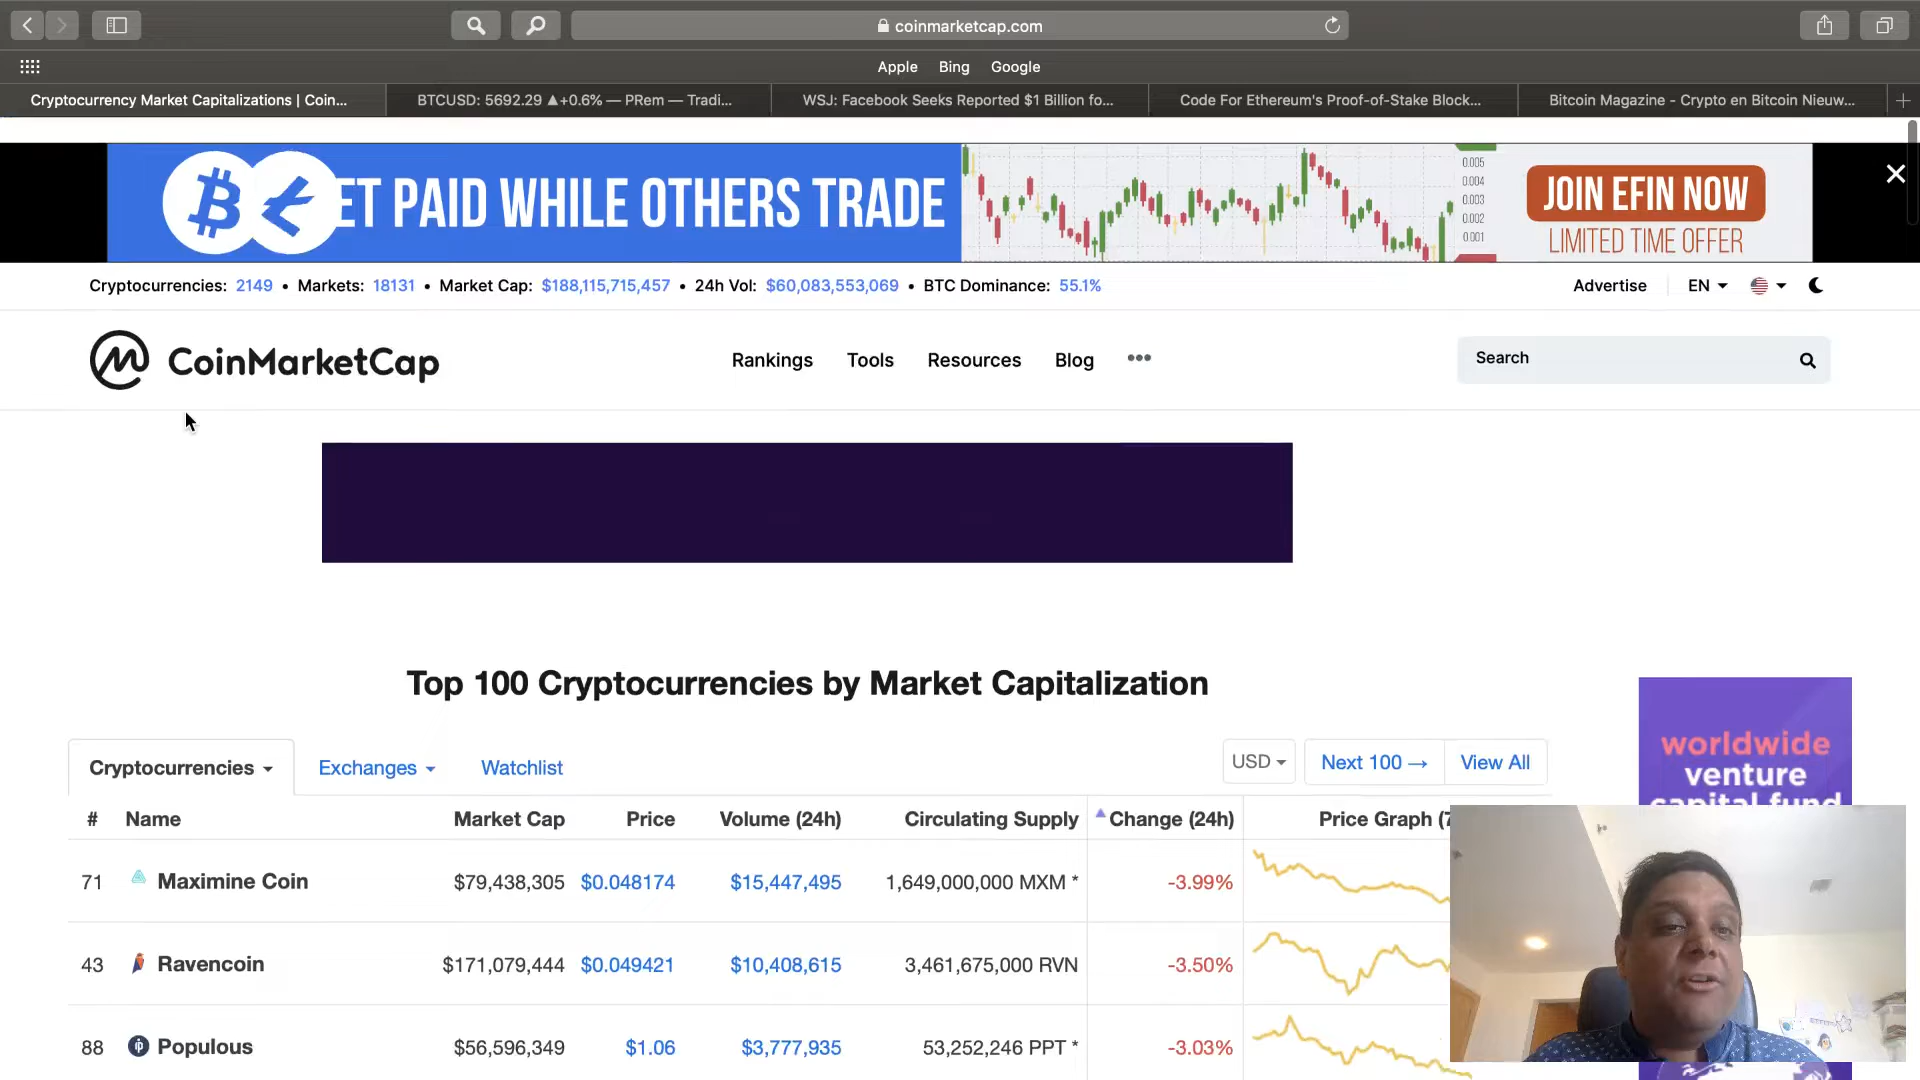 coinmarketcap.com
Apple Bing Google
Cryptocurrency Market Capitalizations | Coin... BTCUSD: 5692.29 ▲+0.6% — PRem — Tradi... WSJ: Facebook Seeks Reported $1 Billion fo... Code For Ethereum's Proof-of-Stake Block... Bitcoin Magazine - Crypto en Bitcoin Nieuw...
ET PAID WHILE OTHERS TRADE
0.005
0.004
0.003
0.002
0.001
JOIN EFIN NOW
LIMITED TIME OFFER
Cryptocurrencies: 2149 • Markets: 18131 • Market Cap: $188,115,715,457 • 24h Vol: $60,083,553,069 • BTC Dominance: 55.1% Advertise EN
CoinMarketCap Rankings Tools Resources Blog ••• Search
Top 100 Cryptocurrencies by Market Capitalization
Cryptocurrencies Exchanges Watchlist USD Next 100 → View All
# Name Market Cap Price Volume (24h) Circulating Supply Change (24h) Price Graph (7
71 Maximine Coin $79,438,305 $0.048174 $15,447,495 1,649,000,000 MXM * -3.99%
43 Ravencoin $171,079,444 $0.049421 $10,408,615 3,461,675,000 RVN -3.50%
88 Populous $56,596,349 $1.06 $3,777,935 53,252,246 PPT * -3.03%
worldwide
venture
capital fund